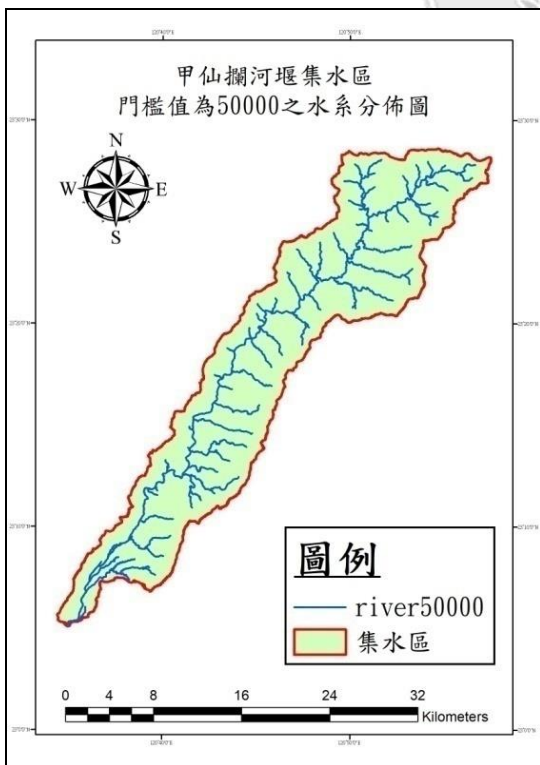 甲仙攔河堰集水區
門檻值為50000之水系分佈圖
N
W E
S
圖例
river50000
集水區
0 4 8 16 24 32
Kilometers